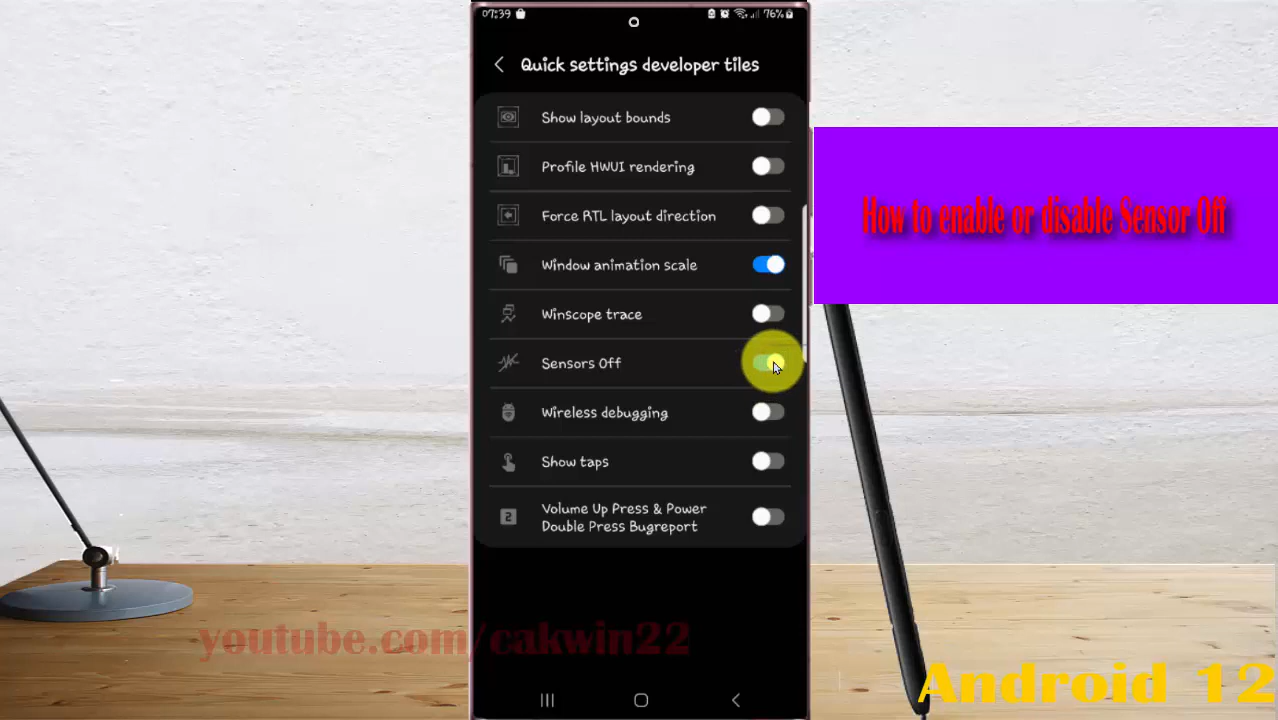 07:39
76%
Quick settings developer tiles
Show layout bounds
Profile HWUI rendering
Force RTL layout direction
Window animation scale
Winscope trace
Sensors Off
Wireless debugging
Show taps
2
Volume Up Press & Power
Double Press Bugreport
How to enable or disable Sensor Off
youtube.com/cakwin22
Android 12